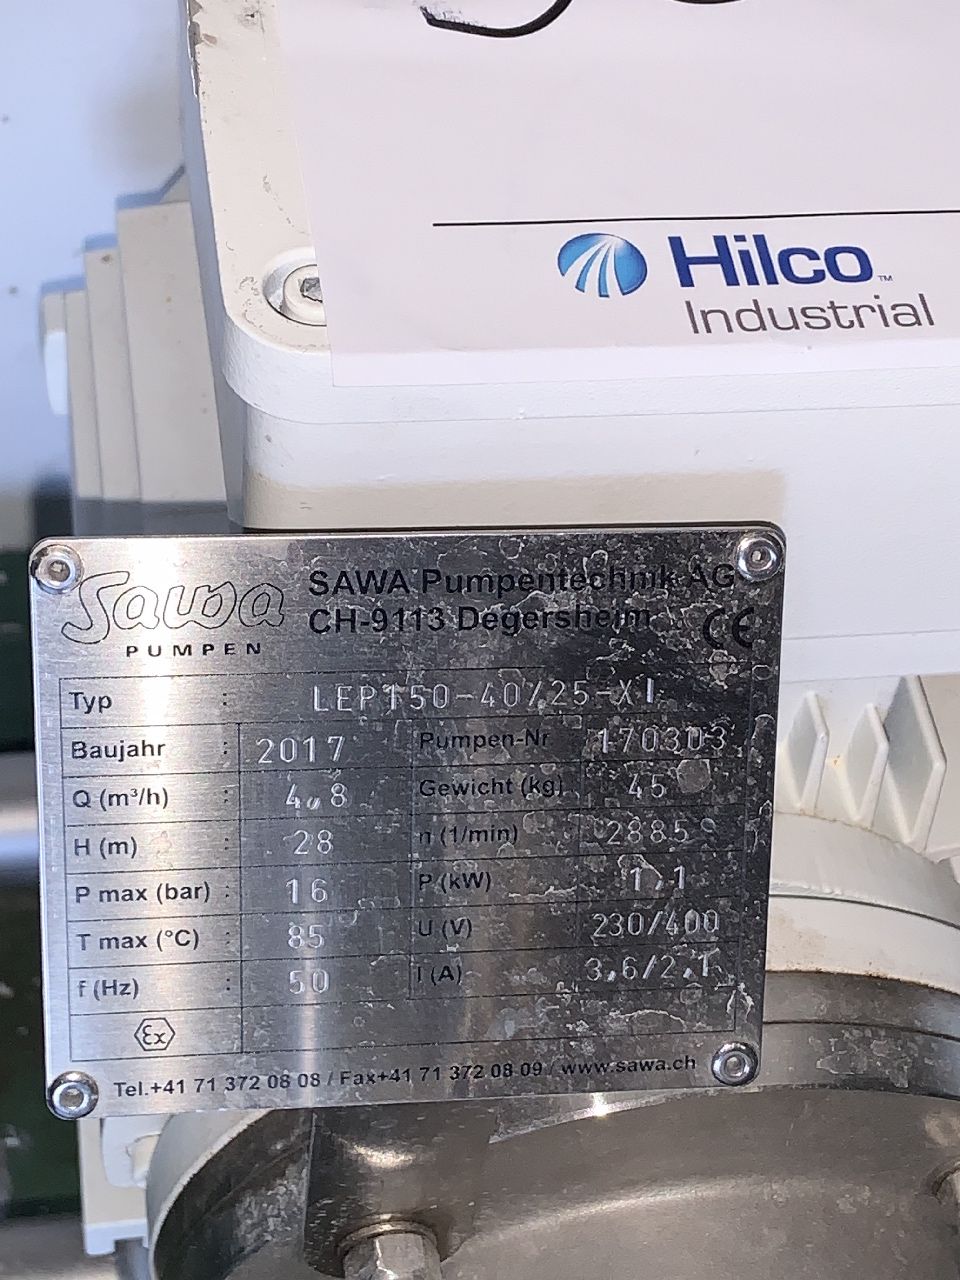 Hilco™
Industrial
Sawa
PUMPEN
SAWA Pumpentechnik AG
CH-9113 Degersheim
CE
Typ : LEP150-40/25-XI
Baujahr : 2017 Pumpen-Nr 170303
Q (m³/h) : 4,8 Gewicht (kg) 45
H (m) : 28 n (1/min) 2885
P max (bar) : 16 P (kW) 1,1
T max (°C) : 85 U (V) 230/400
f (Hz) : 50 I (A) 3,6/2,1
Ex
Tel.+41 71 372 08 08 / Fax+41 71 372 08 09 / www.sawa.ch